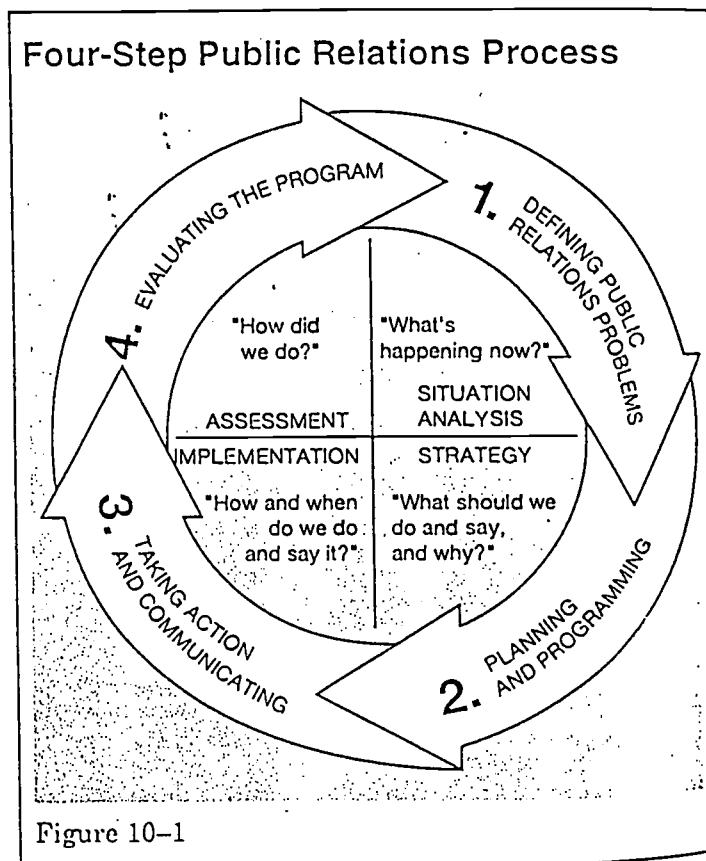 Four-Step Public Relations Process
1. DEFINING PUBLIC
RELATIONS PROBLEMS
"What's
happening now?"
SITUATION
ANALYSIS
2. PLANNING
AND PROGRAMMING
STRATEGY
"What should we
do and say,
and why?"
3. TAKING ACTION
AND COMMUNICATING
IMPLEMENTATION
"How and when
do we do
and say it?"
4. EVALUATING THE PROGRAM
"How did
we do?"
ASSESSMENT
Figure 10–1